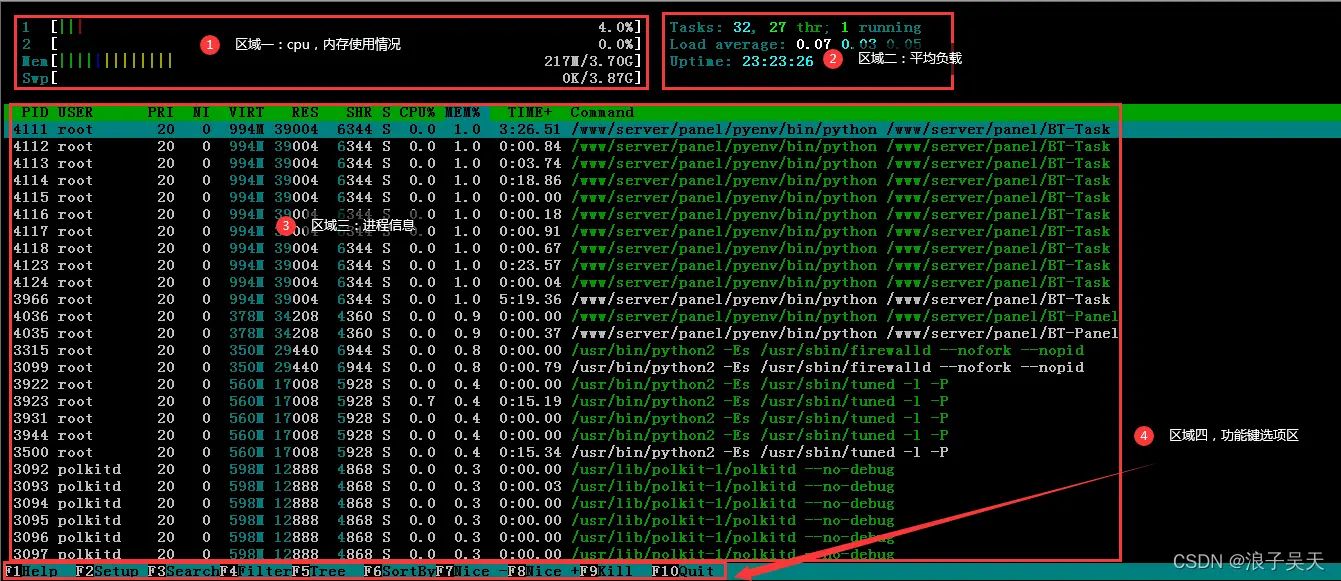 1 [||| 4.0%]
2 [ 0.0%]
Mem[||||||||||||| 217M/3.70G]
Swp[ 0K/3.87G]
1 区域一：cpu，内存使用情况
Tasks: 32, 27 thr; 1 running
Load average: 0.07 0.03 0.05
Uptime: 23:23:26
2 区域二：平均负载
PID USER PRI NI VIRT RES SHR S CPU% MEM% TIME+ Command
4111 root 20 0 994M 39004 6344 S 0.0 1.0 3:26.51 /www/server/panel/pyenv/bin/python /www/server/panel/BT-Task
4112 root 20 0 994M 39004 6344 S 0.0 1.0 0:00.84 /www/server/panel/pyenv/bin/python /www/server/panel/BT-Task
4113 root 20 0 994M 39004 6344 S 0.0 1.0 0:03.74 /www/server/panel/pyenv/bin/python /www/server/panel/BT-Task
4114 root 20 0 994M 39004 6344 S 0.0 1.0 0:18.86 /www/server/panel/pyenv/bin/python /www/server/panel/BT-Task
4115 root 20 0 994M 39004 6344 S 0.0 1.0 0:00.00 /www/server/panel/pyenv/bin/python /www/server/panel/BT-Task
4116 root 20 0 994M 39004 6344 S 0. 1.0 0:00.18 /www/server/panel/pyenv/bin/python /www/server/panel/BT-Task
3 区域三：进程信息
4117 root 20 0 994M 1.0 0:00.91 /www/server/panel/pyenv/bin/python /www/server/panel/BT-Task
4118 root 20 0 994M 39004 6344 S 0.0 1.0 0:00.67 /www/server/panel/pyenv/bin/python /www/server/panel/BT-Task
4123 root 20 0 994M 39004 6344 S 0.0 1.0 0:23.57 /www/server/panel/pyenv/bin/python /www/server/panel/BT-Task
4124 root 20 0 994M 39004 6344 S 0.0 1.0 0:00.04 /www/server/panel/pyenv/bin/python /www/server/panel/BT-Task
3966 root 20 0 994M 39004 6344 S 0.0 1.0 5:19.36 /www/server/panel/pyenv/bin/python /www/server/panel/BT-Task
4036 root 20 0 378M 34208 4360 S 0.0 0.9 0:00.00 /www/server/panel/pyenv/bin/python /www/server/panel/BT-Panel
4035 root 20 0 378M 34208 4360 S 0.0 0.9 0:00.37 /www/server/panel/pyenv/bin/python /www/server/panel/BT-Panel
3315 root 20 0 350M 29440 6944 S 0.0 0.8 0:00.00 /usr/bin/python2 -Es /usr/sbin/firewalld --nofork --nopid
3099 root 20 0 350M 29440 6944 S 0.0 0.8 0:00.79 /usr/bin/python2 -Es /usr/sbin/firewalld --nofork --nopid
3922 root 20 0 560M 17008 5928 S 0.0 0.4 0:00.00 /usr/bin/python2 -Es /usr/sbin/tuned -l -P
3923 root 20 0 560M 17008 5928 S 0.7 0.4 0:15.19 /usr/bin/python2 -Es /usr/sbin/tuned -l -P
3931 root 20 0 560M 17008 5928 S 0.0 0.4 0:00.00 /usr/bin/python2 -Es /usr/sbin/tuned -l -P
3944 root 20 0 560M 17008 5928 S 0.0 0.4 0:00.00 /usr/bin/python2 -Es /usr/sbin/tuned -l -P
3500 root 20 0 560M 17008 5928 S 0.0 0.4 0:15.34 /usr/bin/python2 -Es /usr/sbin/tuned -l -P
3092 polkitd 20 0 598M 12888 4868 S 0.0 0.3 0:00.00 /usr/lib/polkit-1/polkitd --no-debug
3093 polkitd 20 0 598M 12888 4868 S 0.0 0.3 0:00.03 /usr/lib/polkit-1/polkitd --no-debug
3094 polkitd 20 0 598M 12888 4868 S 0.0 0.3 0:00.00 /usr/lib/polkit-1/polkitd --no-debug
3095 polkitd 20 0 598M 12888 4868 S 0.0 0.3 0:00.00 /usr/lib/polkit-1/polkitd --no-debug
3096 polkitd 20 0 598M 12888 4868 S 0.0 0.3 0:00.00 /usr/lib/polkit-1/polkitd --no-debug
3097 polkitd 20 0 598M 12888 4868 S 0.0 0.3 0:00.00 /usr/lib/polkit-1/polkitd --no-debug
4 区域四，功能键选项区
F1Help F2Setup F3SearchF4FilterF5Tree F6SortByF7Nice -F8Nice +F9Kill F10Quit
CSDN @浪子吴天